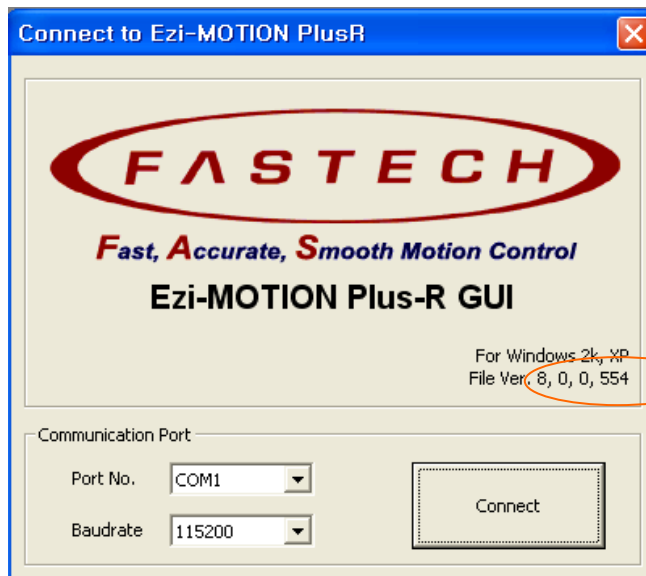 Connect to Ezi-MOTION PlusR
FASTECH
Fast, Accurate, Smooth Motion Control
Ezi-MOTION Plus-R GUI
For Windows 2k, XP
File Ver. 8, 0, 0, 554
Communication Port
Port No. COM1
Connect
Baudrate 115200